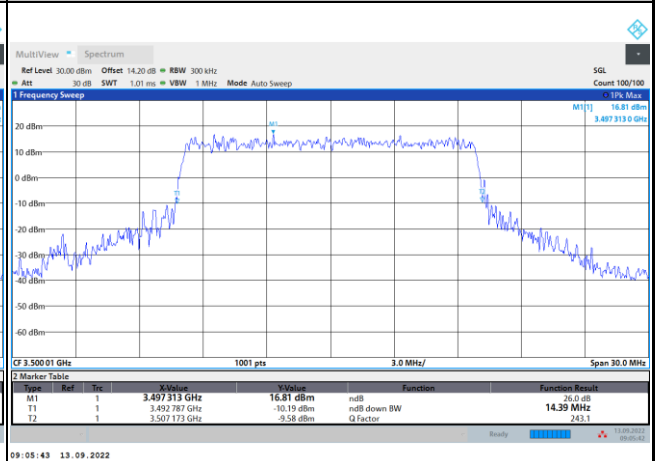 MultiView Spectrum
Ref Level 30.00 dBm Offset 14.20 dB RBW 300 kHz SGL
Att 30 dB SWT 1.01 ms VBW 1 MHz Mode Auto Sweep Count 100/100
1 Frequency Sweep 1Pk Max
M1[1] 16.81 dBm
3.497 313 0 GHz
M1
20 dBm
10 dBm
0 dBm
T1 T2
-10 dBm
-20 dBm
-30 dBm
-40 dBm
-50 dBm
-60 dBm
CF 3.500 01 GHz 1001 pts 3.0 MHz/ Span 30.0 MHz
2 Marker Table
Type Ref Trc X-Value Y-Value Function Function Result
M1 1 3.497 313 GHz 16.81 dBm ndB 26.0 dB
T1 1 3.492 787 GHz -10.19 dBm ndB down BW 14.39 MHz
T2 1 3.507 173 GHz -9.58 dBm Q Factor 243.1
Ready 13.09.2022
09:05:42
09:05:43 13.09.2022